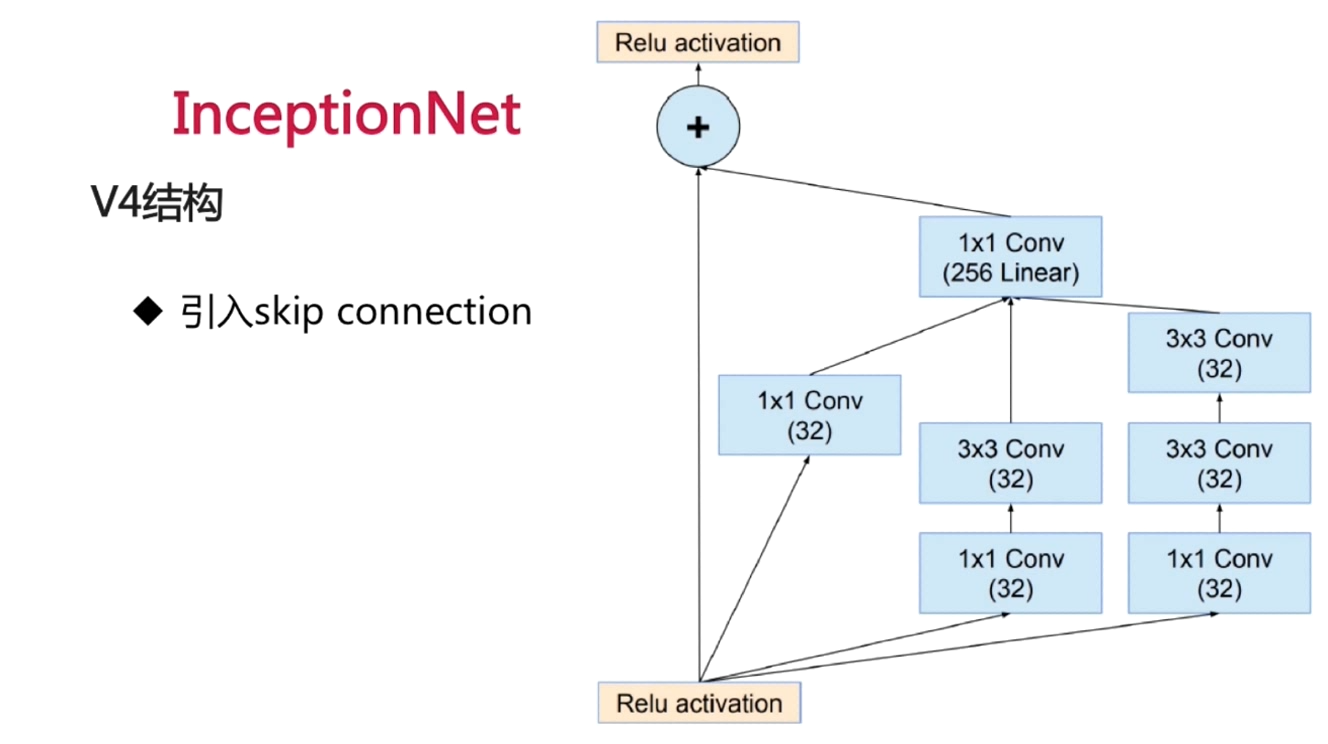 InceptionNet
V4结构
◆ 引入skip connection
Relu activation
+
1x1 Conv
(256 Linear)
3x3 Conv
(32)
1x1 Conv
(32)
3x3 Conv
(32)
3x3 Conv
(32)
1x1 Conv
(32)
1x1 Conv
(32)
Relu activation